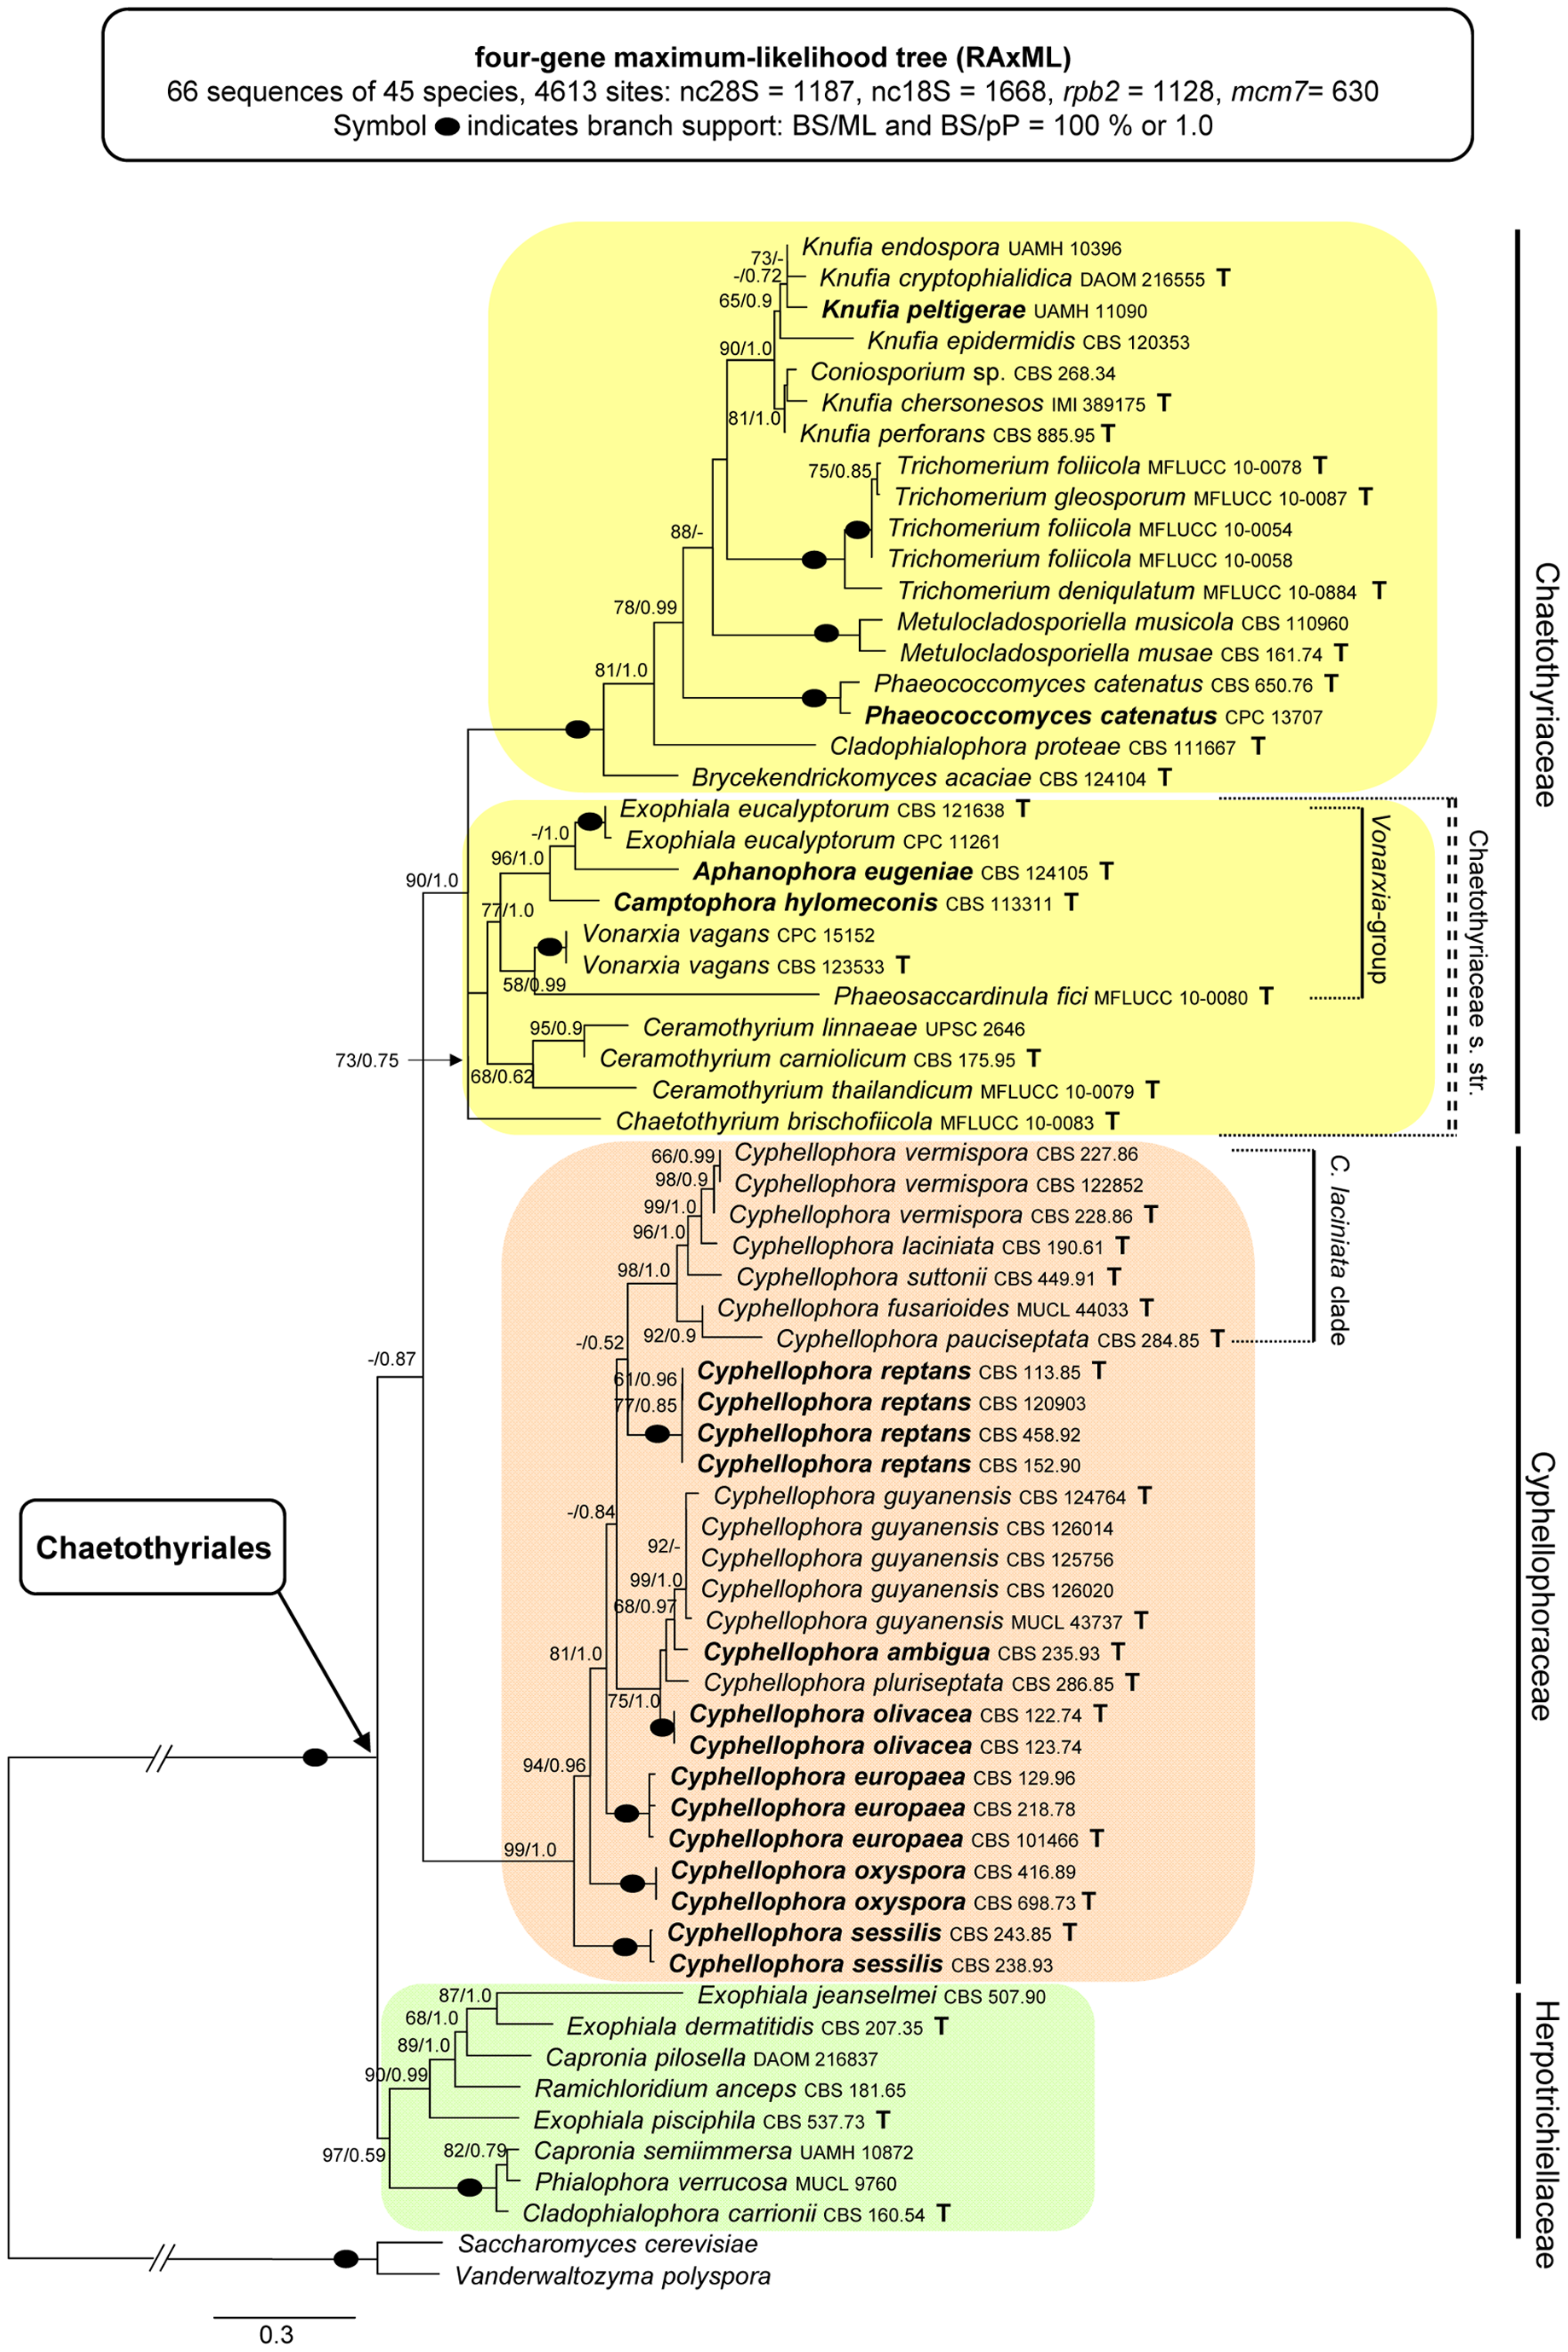 four-gene maximum-likelihood tree (RAxML)
66 sequences of 45 species, 4613 sites: nc28S = 1187, nc18S = 1668, rpb2 = 1128, mcm7= 630
Symbol indicates branch support: BS/ML and BS/pP = 100 % or 1.0
Knufia endospora UAMH 10396
73/-
-/0.72
Knufia cryptophialidica DAOM 216555 T
65/0.9
Knufia peltigerae UAMH 11090
Knufia epidermidis CBS 120353
90/1.0
Coniosporium sp. CBS 268.34
Knufia chersonesos IMI 389175 T
81/1.0
Knufia perforans CBS 885.95 T
75/0.85
Trichomerium foliicola MFLUCC 10-0078 T
Trichomerium gleosporum MFLUCC 10-0087 T
Trichomerium foliicola MFLUCC 10-0054
88/-
Trichomerium foliicola MFLUCC 10-0058
Trichomerium deniqulatum MFLUCC 10-0884 T
78/0.99
Metulocladosporiella musicola CBS 110960
Metulocladosporiella musae CBS 161.74 T
81/1.0
Phaeococcomyces catenatus CBS 650.76 T
Phaeococcomyces catenatus CPC 13707
Cladophialophora proteae CBS 111667 T
Brycekendrickomyces acaciae CBS 124104 T
Chaetothyriaceae
Exophiala eucalyptorum CBS 121638 T
-/1.0
Exophiala eucalyptorum CPC 11261
96/1.0
Aphanophora eugeniae CBS 124105 T
90/1.0
Camptophora hylomeconis CBS 113311 T
77/1.0
Vonarxia vagans CPC 15152
Vonarxia vagans CBS 123533 T
58/0.99
Phaeosaccardinula fici MFLUCC 10-0080 T
Vonarxia-group
Chaetothyriaceae s. str.
95/0.9
Ceramothyrium linnaeae UPSC 2646
73/0.75
Ceramothyrium carniolicum CBS 175.95 T
68/0.62
Ceramothyrium thailandicum MFLUCC 10-0079 T
Chaetothyrium brischofiicola MFLUCC 10-0083 T
66/0.99
Cyphellophora vermispora CBS 227.86
98/0.9
Cyphellophora vermispora CBS 122852
99/1.0
Cyphellophora vermispora CBS 228.86 T
96/1.0
Cyphellophora laciniata CBS 190.61 T
98/1.0
Cyphellophora suttonii CBS 449.91 T
Cyphellophora fusarioides MUCL 44033 T
92/0.9
Cyphellophora pauciseptata CBS 284.85 T
C. laciniata clade
-/0.52
-/0.87
61/0.96
Cyphellophora reptans CBS 113.85 T
77/0.85
Cyphellophora reptans CBS 120903
Cyphellophora reptans CBS 458.92
Cyphellophora reptans CBS 152.90
Cyphellophora guyanensis CBS 124764 T
-/0.84
Cyphellophora guyanensis CBS 126014
92/-
Cyphellophora guyanensis CBS 125756
99/1.0
Cyphellophora guyanensis CBS 126020
68/0.97
Cyphellophora guyanensis MUCL 43737 T
81/1.0
Cyphellophora ambigua CBS 235.93 T
Cyphellophora pluriseptata CBS 286.85 T
75/1.0
Cyphellophora olivacea CBS 122.74 T
Cyphellophora olivacea CBS 123.74
94/0.96
Cyphellophora europaea CBS 129.96
Cyphellophora europaea CBS 218.78
Cyphellophora europaea CBS 101466 T
99/1.0
Cyphellophora oxyspora CBS 416.89
Cyphellophora oxyspora CBS 698.73 T
Cyphellophora sessilis CBS 243.85 T
Cyphellophora sessilis CBS 238.93
Cyphellophoraceae
Chaetothyriales
87/1.0
Exophiala jeanselmei CBS 507.90
68/1.0
Exophiala dermatitidis CBS 207.35 T
89/1.0
Capronia pilosella DAOM 216837
90/0.99
Ramichloridium anceps CBS 181.65
Exophiala pisciphila CBS 537.73 T
97/0.59
82/0.79
Capronia semiimmersa UAMH 10872
Phialophora verrucosa MUCL 9760
Cladophialophora carrionii CBS 160.54 T
Herpotrichiellaceae
Saccharomyces cerevisiae
Vanderwaltozyma polyspora
0.3